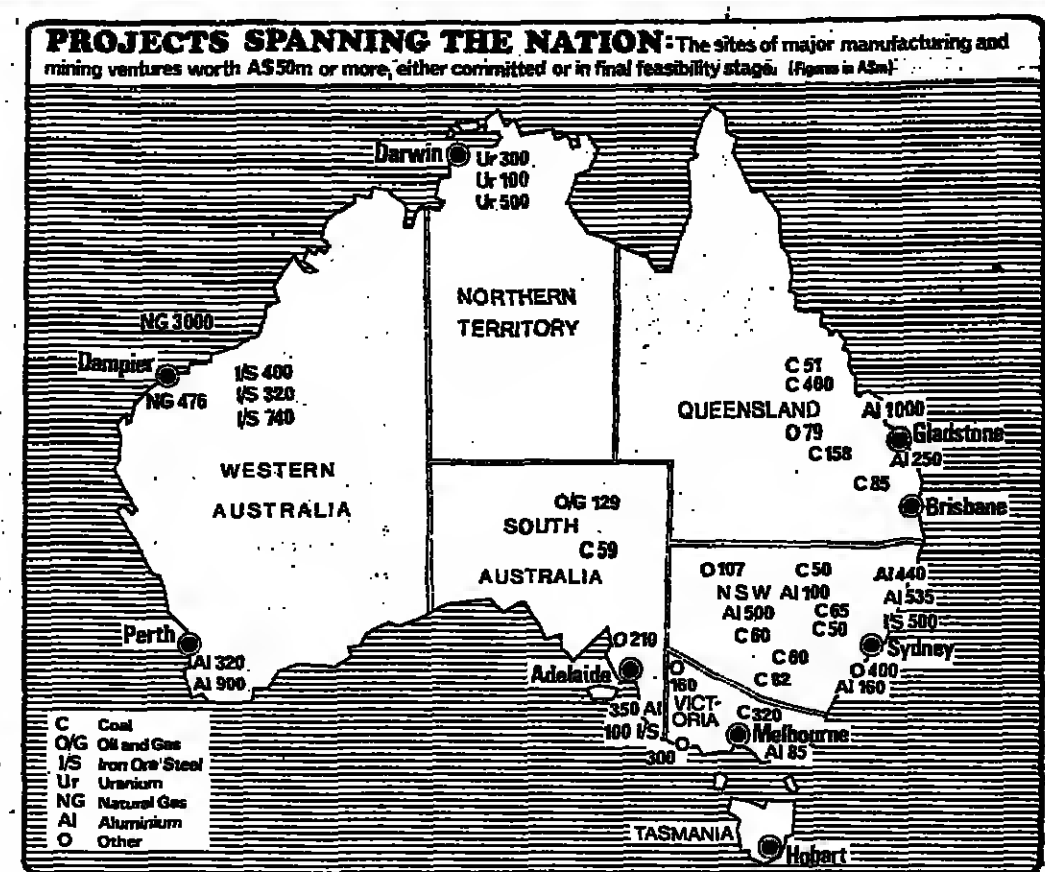 PROJECTS SPANNING THE NATION: The sites of major manufacturing and
mining ventures worth A$50m or more, either committed or in final feasibility stage. (Figures in A$m)
Darwin
Ur 300
Ur 100
Ur 500
NORTHERN
TERRITORY
NG 3000
Dampier
NG 476
I/S 400
I/S 320
I/S 740
WESTERN
AUSTRALIA
C 51
C 480
QUEENSLAND
O 79
C 158
Al 1000
Gladstone
Al 250
C 85
Brisbane
O/G 129
SOUTH
C 59
AUSTRALIA
O 107
C 50
NSW
Al 100
Al 500
C 65
C 60
C 50
C 60
C 82
Al 440
Al 535
I/S 500
Sydney
O 400
Al 160
Perth
Al 320
Al 900
O 210
Adelaide
350 Al
100 I/S
O
160
VICT-
ORIA
C 320
Melbourne
Al 85
O
300
TASMANIA
Hobart
C Coal
O/G Oil and Gas
I/S Iron Ore/Steel
Ur Uranium
NG Natural Gas
Al Aluminium
O Other